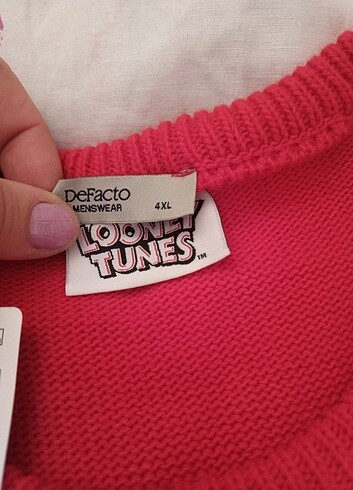 DeFacto
MENSWEAR 4XL
LOONEY
TUNES TM